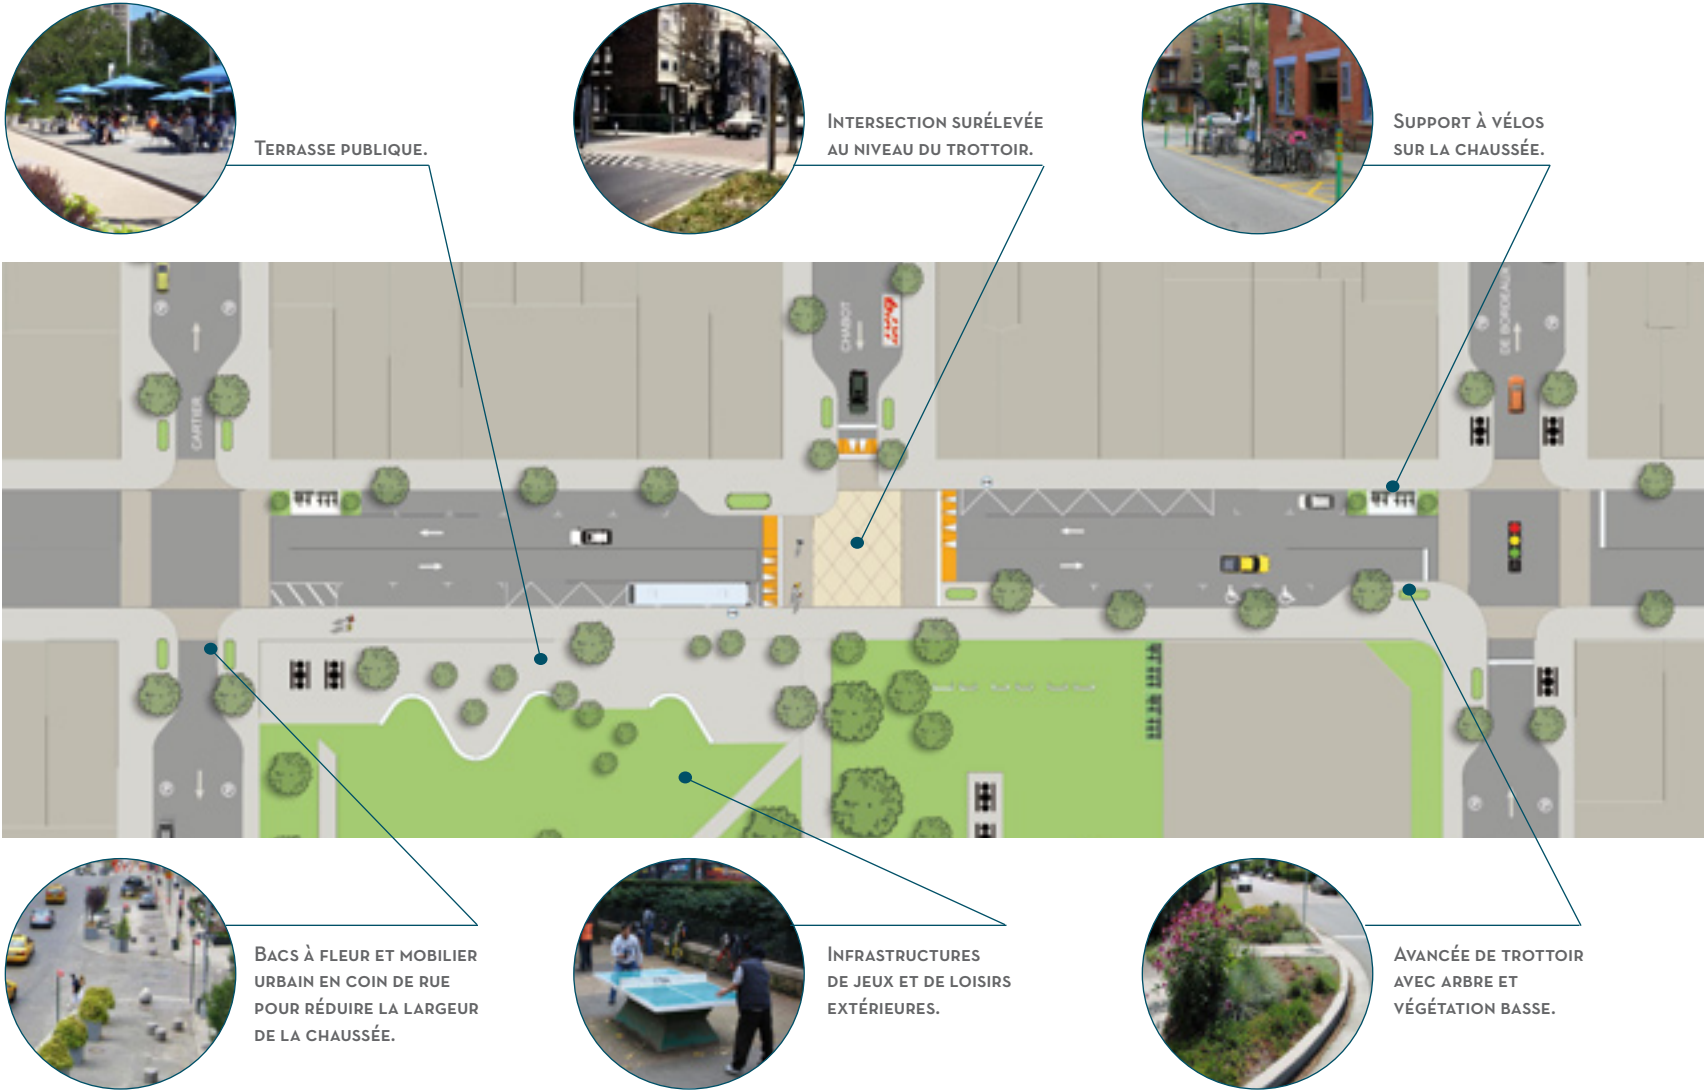 Terrasse publique.
Intersection surélevée
au niveau du trottoir.
Support à vélos
sur la chaussée.
CARTIER
CHABOT
DE BORDEAUX
Bacs à fleur et mobilier
urbain en coin de rue
pour réduire la largeur
de la chaussée.
Infrastructures
de jeux et de loisirs
extérieures.
Avancée de trottoir
avec arbre et
végétation basse.